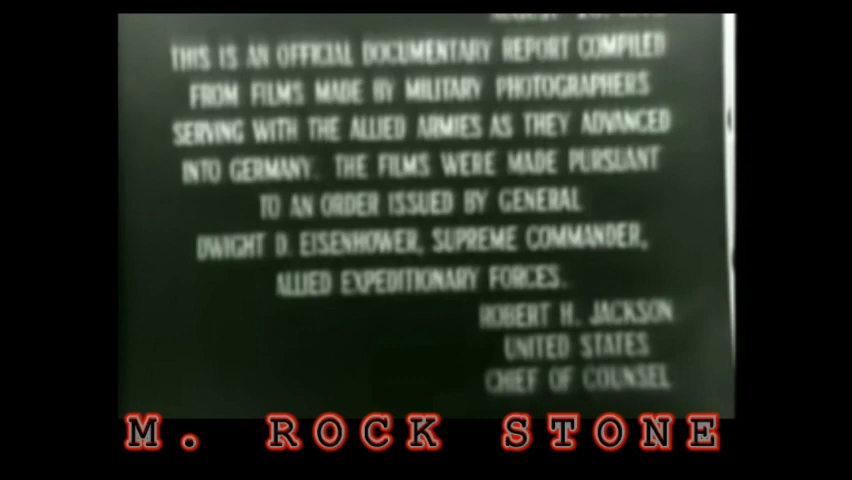 THIS IS AN OFFICIAL DOCUMENTARY REPORT COMPILED
FROM FILMS MADE BY MILITARY PHOTOGRAPHERS
SERVING WITH THE ALLIED ARMIES AS THEY ADVANCED
INTO GERMANY. THE FILMS WERE MADE PURSUANT
TO AN ORDER ISSUED BY GENERAL
DWIGHT D. EISENHOWER, SUPREME COMMANDER,
ALLIED EXPEDITIONARY FORCES.
ROBERT H. JACKSON
UNITED STATES
CHIEF OF COUNSEL
M. ROCK STONE